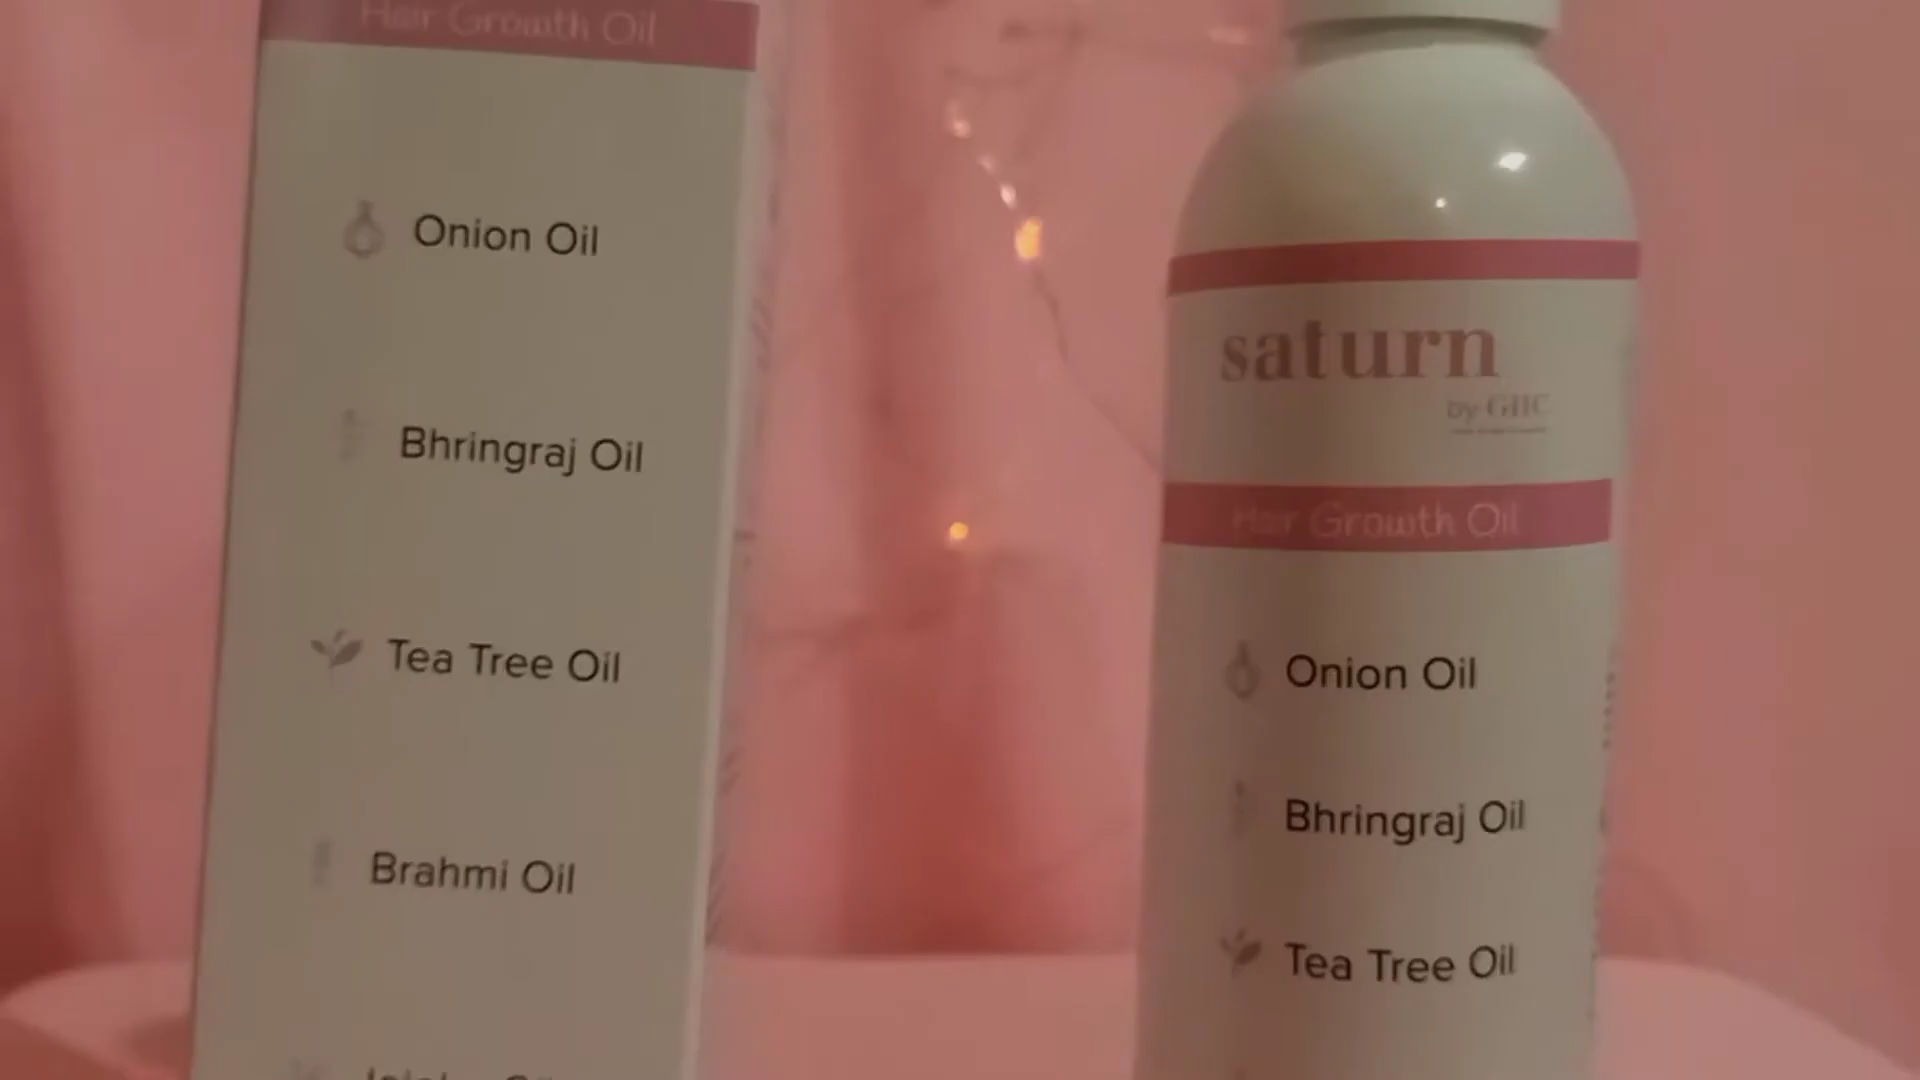 Hair Growth Oil
Onion Oil
Bhringraj Oil
Tea Tree Oil
Brahmi Oil
saturn
by GHC
Hair Growth Oil
Onion Oil
Bhringraj Oil
Tea Tree Oil